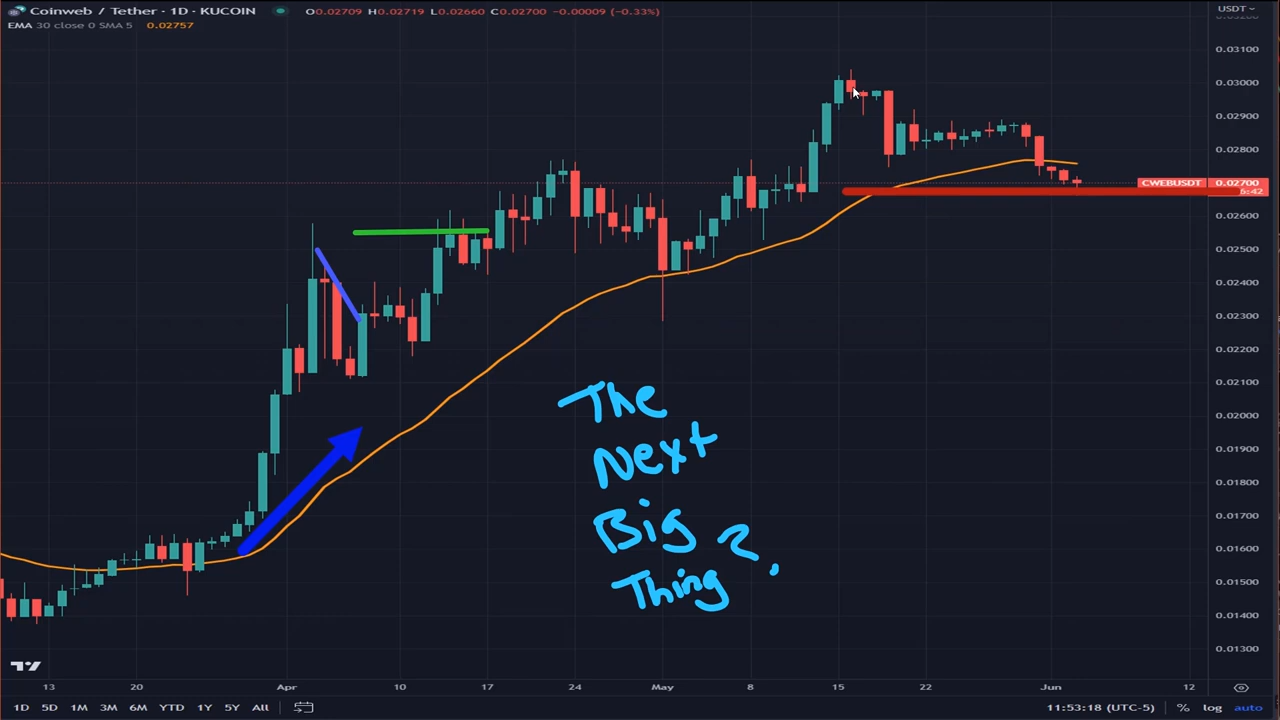 Coinweb / Tether · 1D · KUCOIN O0.02709 H0.02719 L0.02660 C0.02700 -0.00009 (-0.33%) USDT
EMA 30 close 0 SMA 5 0.02757
0.03100
0.03000
0.02900
0.02800
CWEBUSDT 0.02700
0.02600
0.02500
0.02400
0.02300
0.02200
0.02100
0.02000
0.01900
0.01800
0.01700
0.01600
0.01500
0.01400
0.01300
The
Next
Big ?
Thing
13 20 Apr 10 17 24 May 8 15 22 Jun 12
1D 5D 1M 3M 6M YTD 1Y 5Y All 11:53:18 (UTC-5) % log auto